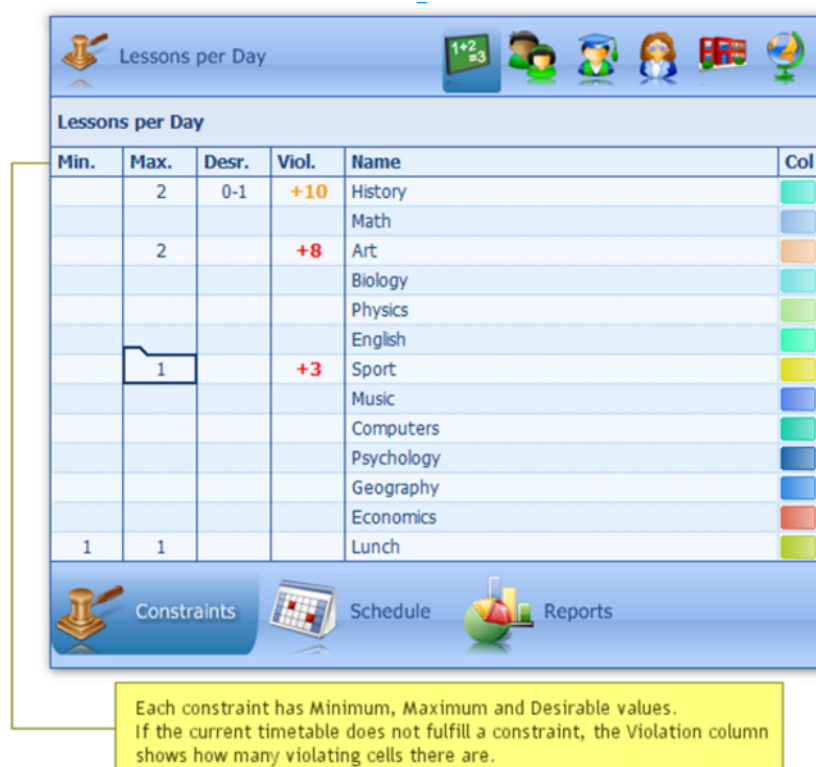 1+2
=3
Lessons per Day
Lessons per Day
Min. Max. Desr. Viol. Name Col
2 0-1 +10 History
Math
2 +8 Art
Biology
Physics
English
1 +3 Sport
Music
Computers
Psychology
Geography
Economics
1 1 Lunch
Constraints Schedule Reports
Each constraint has Minimum, Maximum and Desirable values.
If the current timetable does not fulfill a constraint, the Violation column
shows how many violating cells there are.